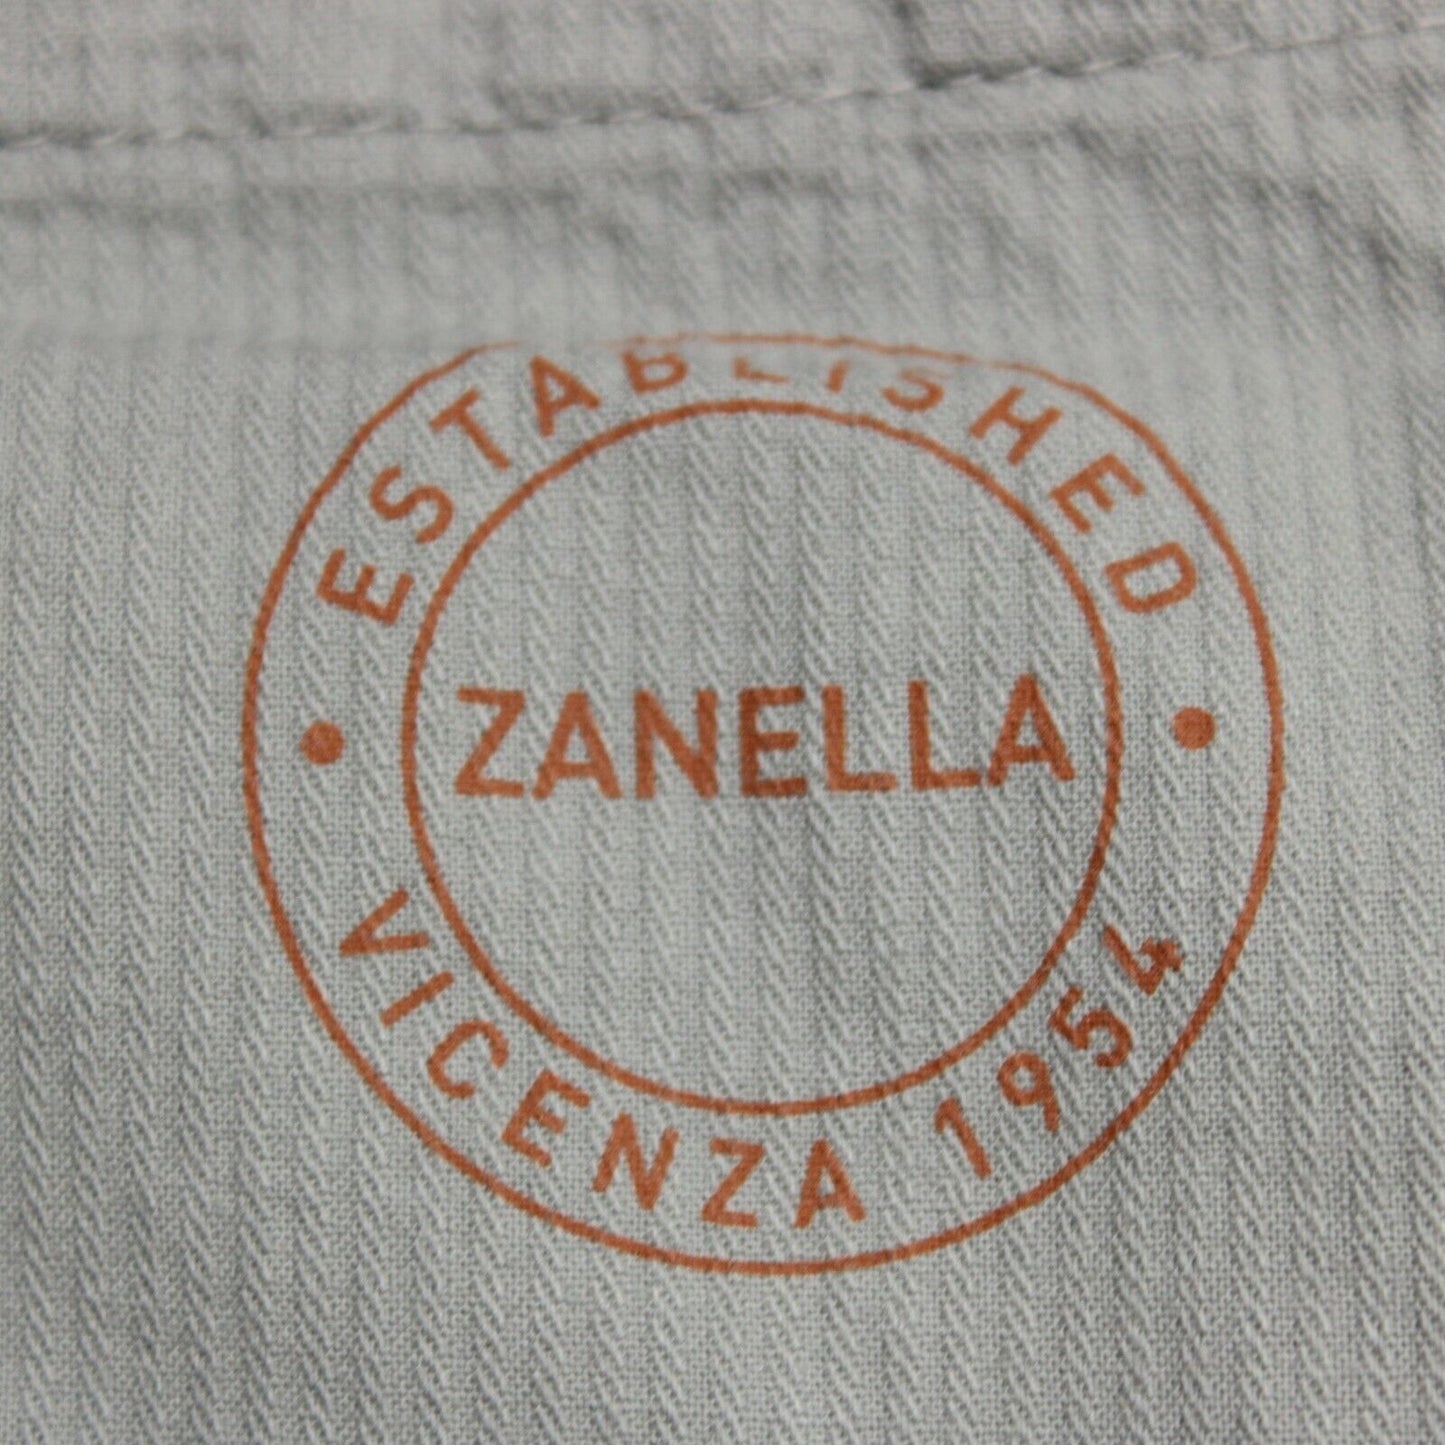 ESTABLISHED
ZANELLA
VICENZA 1954